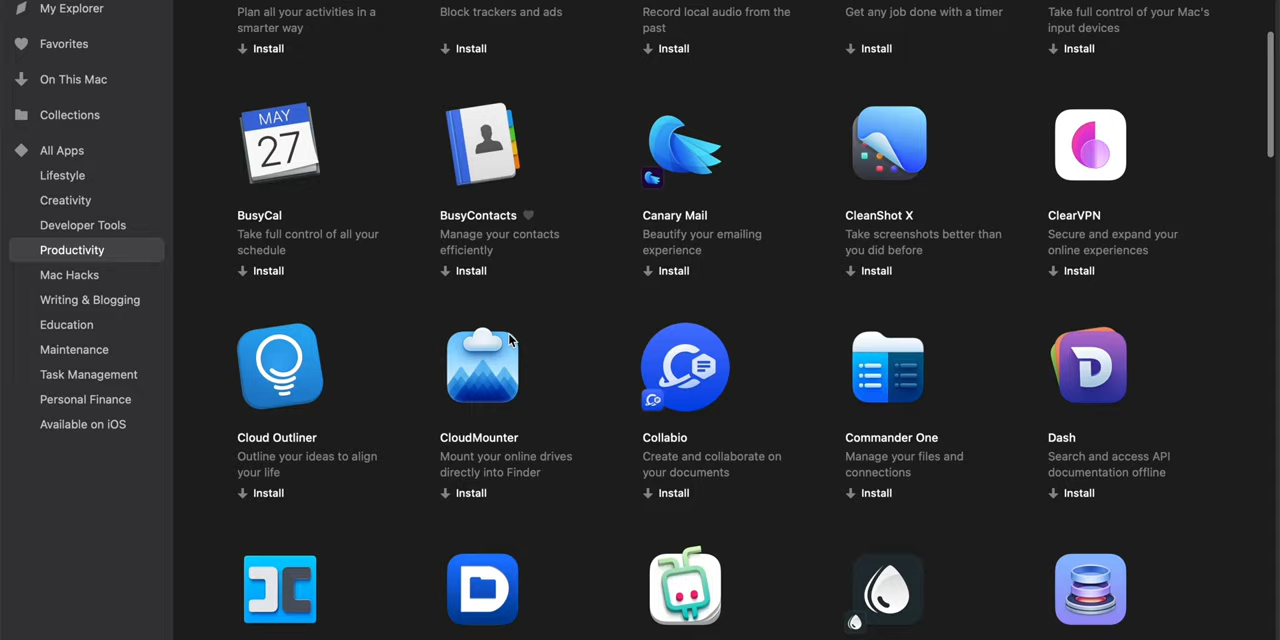 My Explorer
Favorites
On This Mac
Collections
All Apps
Lifestyle
Creativity
Developer Tools
Productivity
Mac Hacks
Writing & Blogging
Education
Maintenance
Task Management
Personal Finance
Available on iOS
Plan all your activities in a
smarter way
Install
Block trackers and ads
Install
Record local audio from the
past
Install
Get any job done with a timer
Install
Take full control of your Mac's
input devices
Install
MAY
27
BusyCal
Take full control of all your
schedule
Install
BusyContacts
Manage your contacts
efficiently
Install
Canary Mail
Beautify your emailing
experience
Install
CleanShot X
Take screenshots better than
you did before
Install
ClearVPN
Secure and expand your
online experiences
Install
Cloud Outliner
Outline your ideas to align
your life
Install
CloudMounter
Mount your online drives
directly into Finder
Install
Collabio
Create and collaborate on
your documents
Install
Commander One
Manage your files and
connections
Install
D
Dash
Search and access API
documentation offline
Install
D